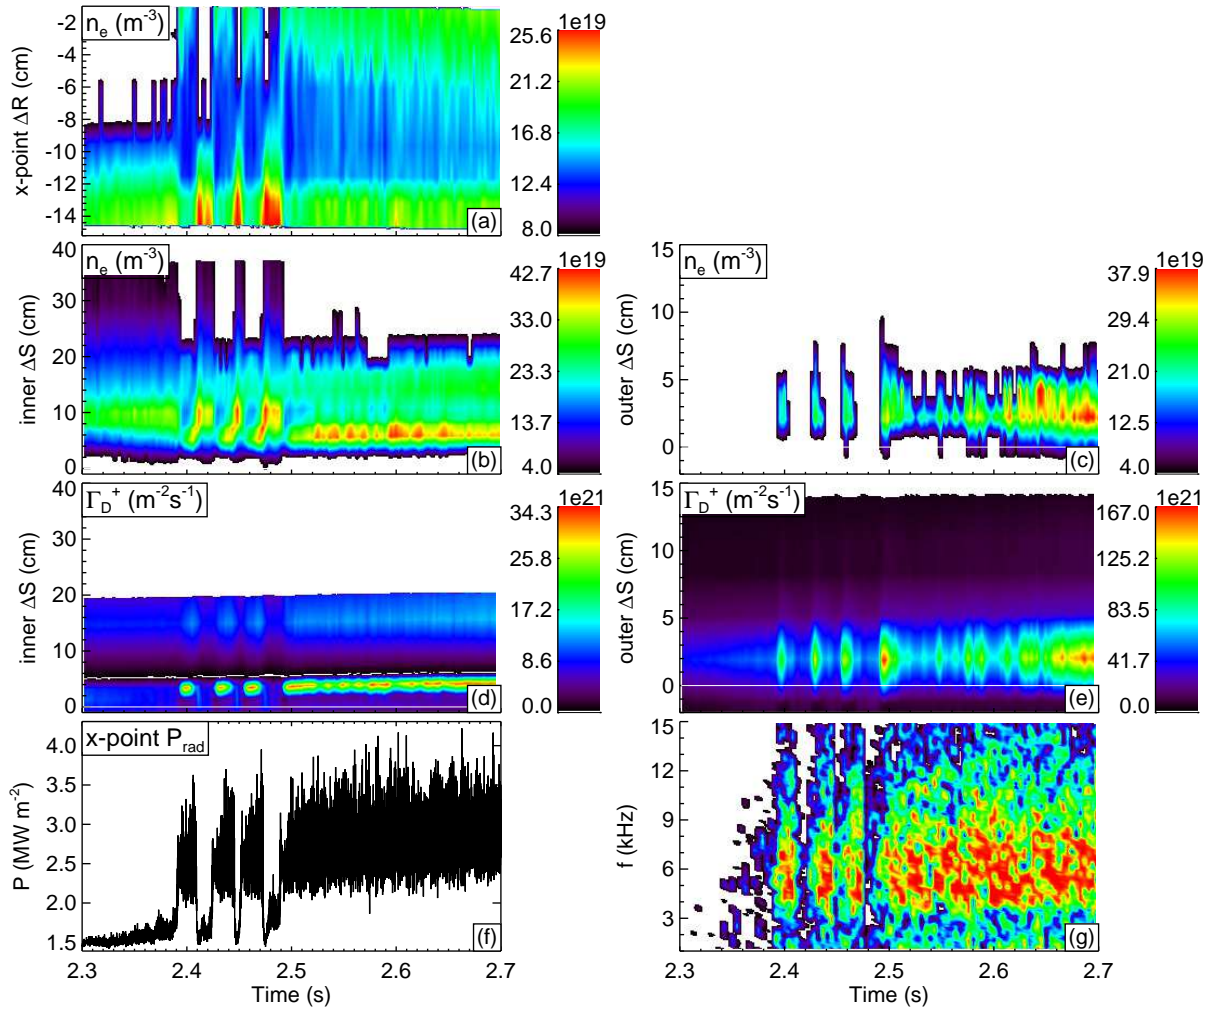 n_e (m^-3)
1e19
-2
-4
-6
-8
-10
-12
-14
x-point ΔR (cm)
25.6
21.2
16.8
12.4
8.0
(a)
n_e (m^-3)
1e19
40
30
20
10
0
inner ΔS (cm)
42.7
33.0
23.3
13.7
4.0
(b)
n_e (m^-3)
1e19
15
10
5
0
outer ΔS (cm)
37.9
29.4
21.0
12.5
4.0
(c)
Γ_D^+ (m^-2s^-1)
1e21
40
30
20
10
0
inner ΔS (cm)
34.3
25.7
17.2
8.6
0.0
(d)
Γ_D^+ (m^-2s^-1)
1e21
15
10
5
0
outer ΔS (cm)
167.0
125.2
83.5
41.7
0.0
(e)
x-point P_rad
4.0
3.5
3.0
2.5
2.0
1.5
P (MW m^-2)
(f)
2.3 2.4 2.5 2.6 2.7
Time (s)
15
12
9
6
3
f (kHz)
(g)
2.3 2.4 2.5 2.6 2.7
Time (s)